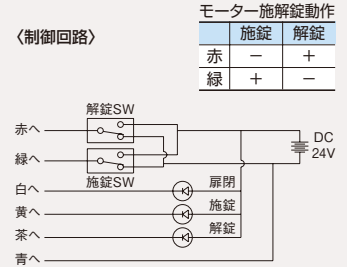 モーター施解錠動作
〈制御回路〉
施錠 解錠
赤 − +
緑 + −
解錠SW
赤へ
DC
24V
緑へ
施錠SW
白へ 扉閉
黄へ 施錠
茶へ 解錠
青へ